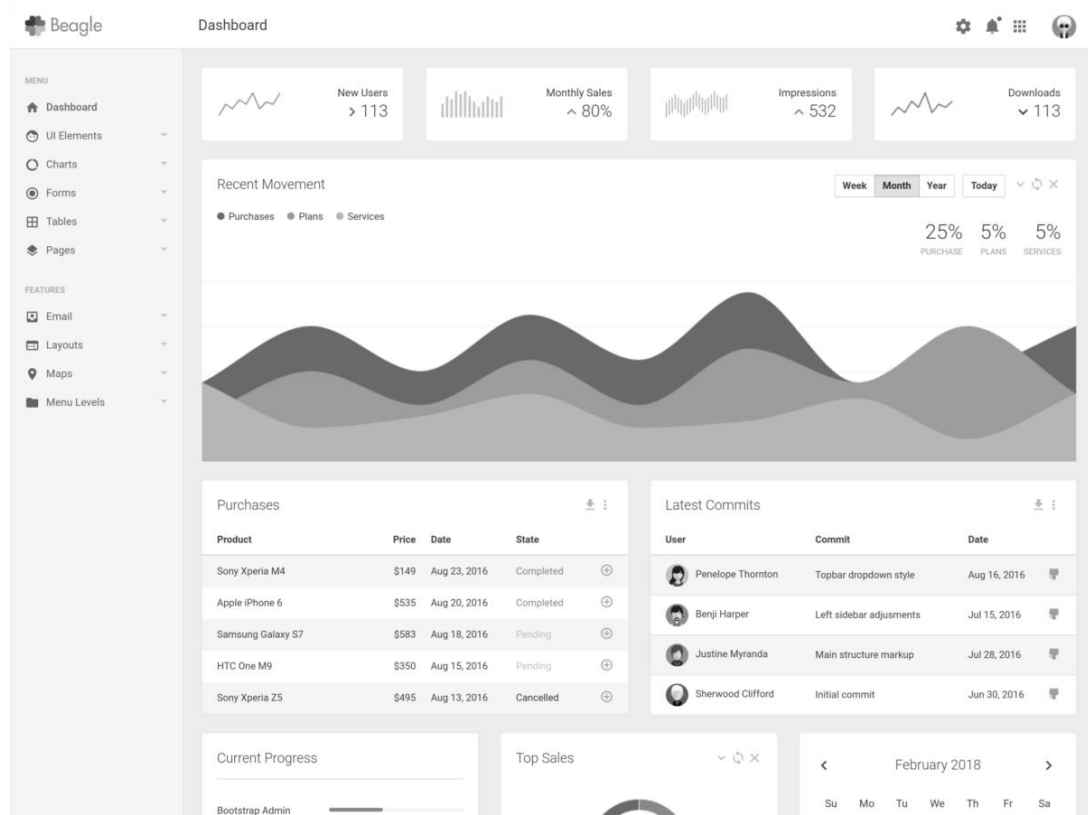 Beagle
Dashboard
MENU
Dashboard
UI Elements
Charts
Forms
Tables
Pages
FEATURES
Email
Layouts
Maps
Menu Levels
New Users
113
Monthly Sales
80%
Impressions
532
Downloads
113
Recent Movement
Week Month Year Today
Purchases Plans Services
25% 5% 5%
PURCHASE PLANS SERVICES
Purchases
Product Price Date State
Sony Xperia M4 $149 Aug 23, 2016 Completed
Apple iPhone 6 $535 Aug 20, 2016 Completed
Samsung Galaxy S7 $583 Aug 18, 2016 Pending
HTC One M9 $350 Aug 15, 2016 Pending
Sony Xperia Z5 $495 Aug 13, 2016 Cancelled
Latest Commits
User Commit Date
Penelope Thornton Topbar dropdown style Aug 16, 2016
Benji Harper Left sidebar adjusments Jul 15, 2016
Justine Myranda Main structure markup Jul 28, 2016
Sherwood Clifford Initial commit Jun 30, 2016
Current Progress
Bootstrap Admin
Top Sales
February 2018
Su Mo Tu We Th Fr Sa